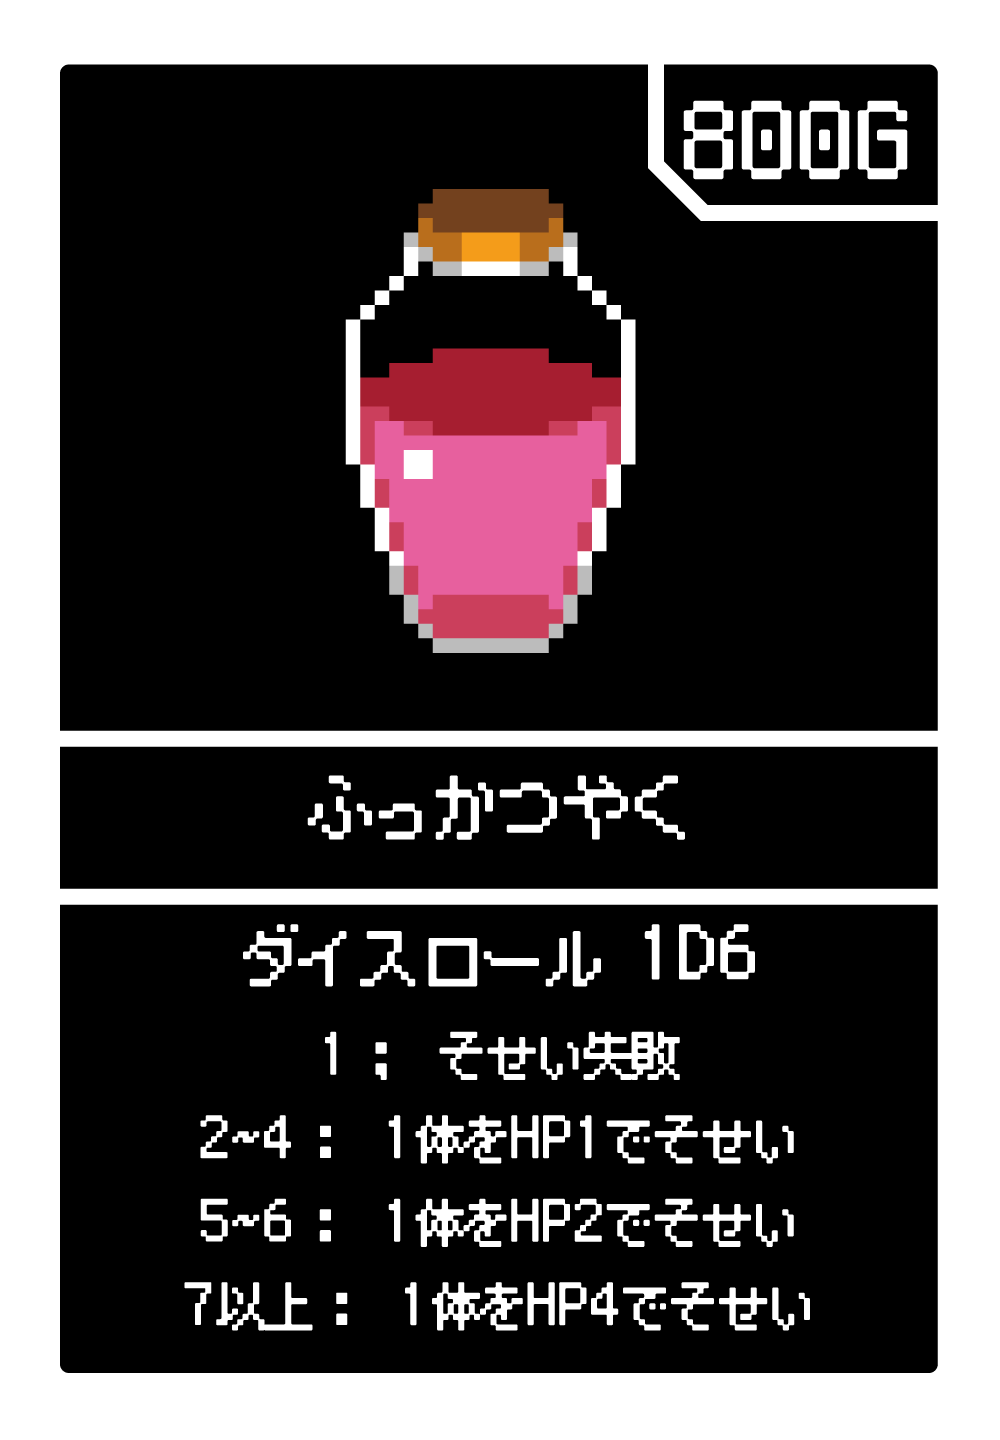 800G
ふっかつやく
ダイスロール 1D6
1 ; そせい失敗
2~4 : 1体をHP1でそせい
5~6 : 1体をHP2でそせい
7以上 : 1体をHP4でそせい